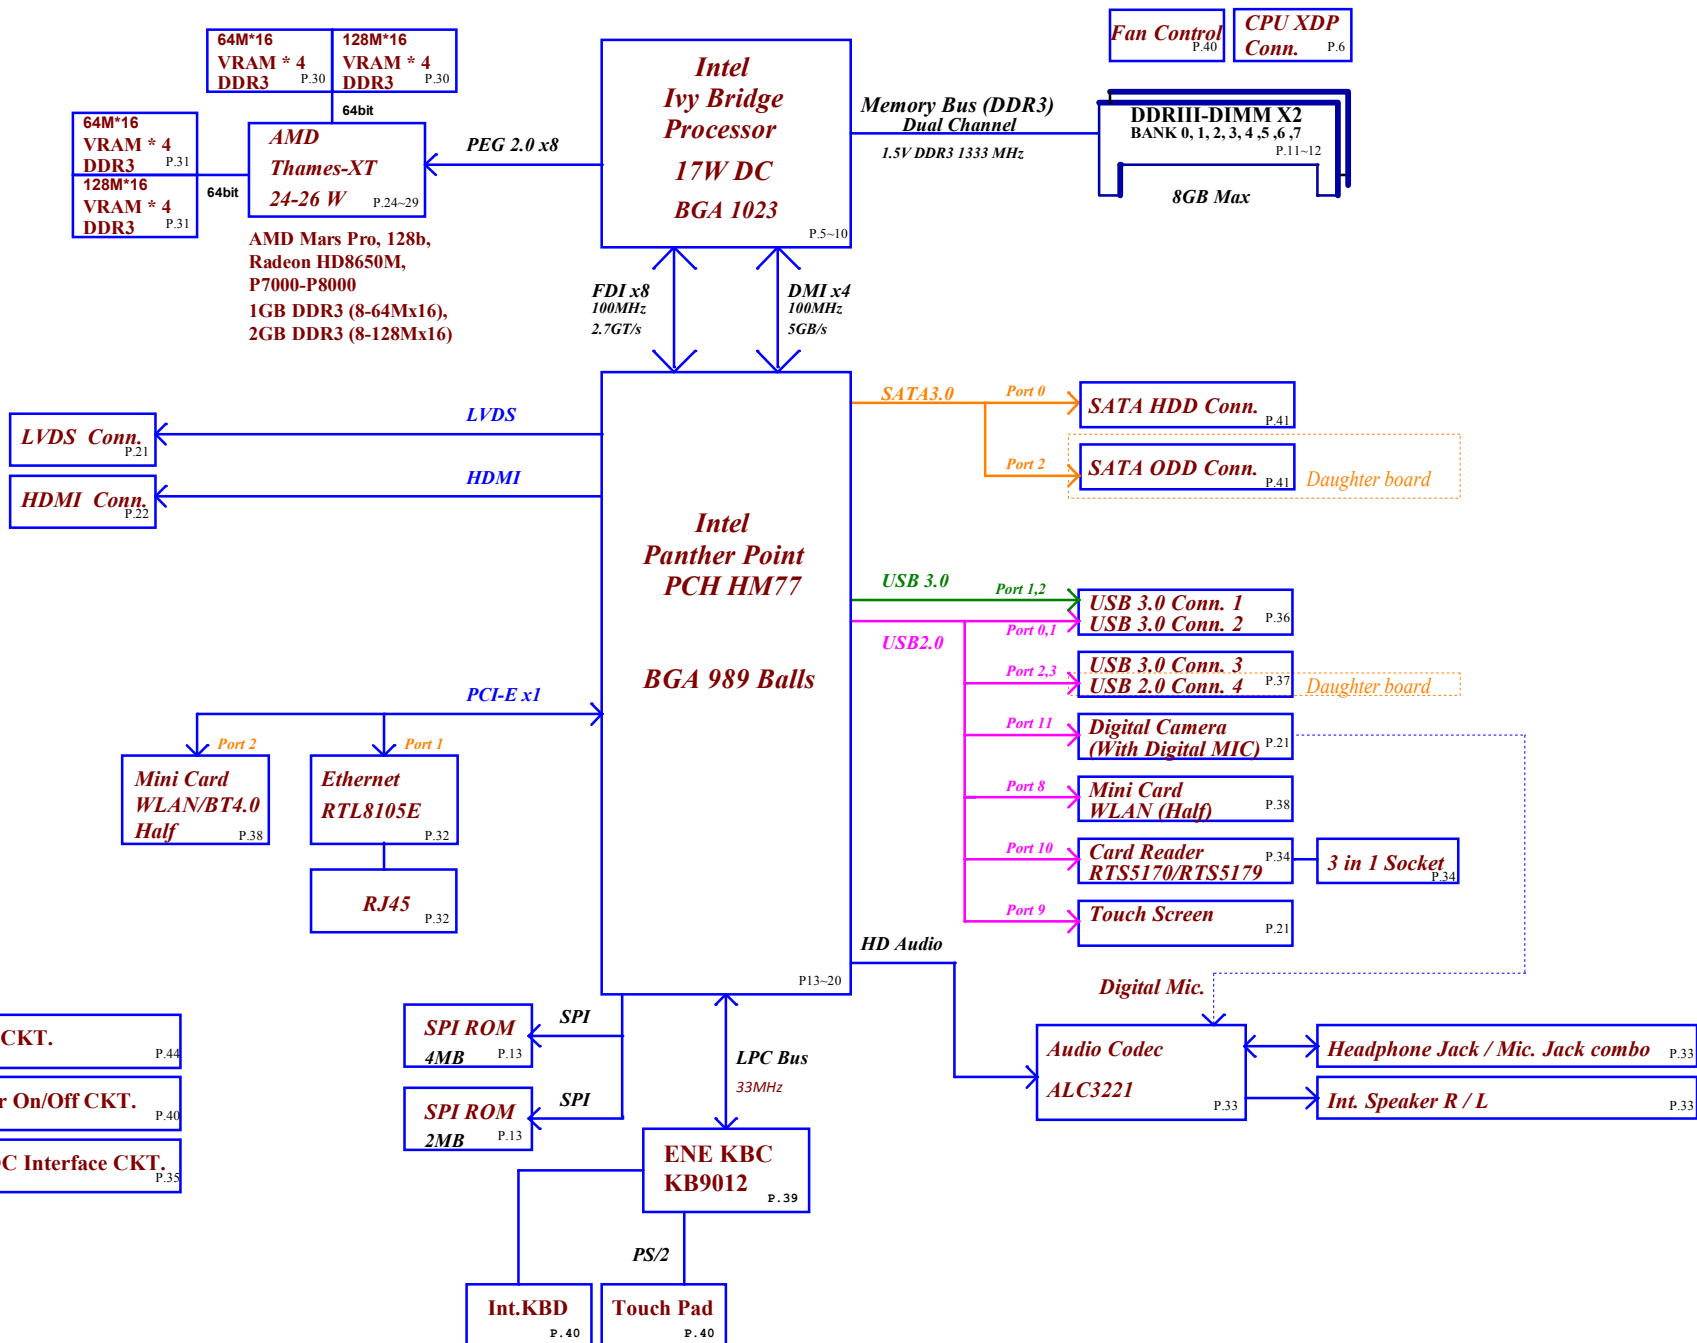 Fan Control
P.40
CPU XDP
Conn.
P.6
64M*16
VRAM * 4
DDR3
P.30
128M*16
VRAM * 4
DDR3
P.30
64bit
64M*16
VRAM * 4
DDR3
P.31
128M*16
VRAM * 4
DDR3
P.31
64bit
AMD
Thames-XT
24-26 W
P.24~29
AMD Mars Pro, 128b,
Radeon HD8650M,
P7000-P8000
1GB DDR3 (8-64Mx16),
2GB DDR3 (8-128Mx16)
PEG 2.0 x8
Intel
Ivy Bridge
Processor
17W DC
BGA 1023
P.5~10
Memory Bus (DDR3)
Dual Channel
1.5V DDR3 1333 MHz
DDRIII-DIMM X2
BANK 0, 1, 2, 3, 4 ,5 ,6 ,7
P.11~12
8GB Max
FDI x8
100MHz
2.7GT/s
DMI x4
100MHz
5GB/s
LVDS
LVDS Conn.
P.21
HDMI
HDMI Conn.
P.22
Intel
Panther Point
PCH HM77
BGA 989 Balls
P13~20
SATA3.0
Port 0
SATA HDD Conn.
P.41
Port 2
SATA ODD Conn.
P.41
Daughter board
USB 3.0
Port 1,2
USB 3.0 Conn. 1
USB 3.0 Conn. 2
P.36
USB2.0
Port 0,1
Port 2,3
USB 3.0 Conn. 3
USB 2.0 Conn. 4
P.37
Daughter board
Port 11
Digital Camera
(With Digital MIC)
P.21
Port 8
Mini Card
WLAN (Half)
P.38
Port 10
Card Reader
RTS5170/RTS5179
P.34
3 in 1 Socket
P.34
Port 9
Touch Screen
P.21
PCI-E x1
Port 2
Mini Card
WLAN/BT4.0
Half
P.38
Port 1
Ethernet
RTL8105E
P.32
RJ45
P.32
HD Audio
Digital Mic.
Audio Codec
ALC3221
P.33
Headphone Jack / Mic. Jack combo
P.33
Int. Speaker R / L
P.33
CKT.
P.44
r On/Off CKT.
P.40
C Interface CKT.
P.35
SPI ROM
4MB
P.13
SPI
SPI ROM
2MB
P.13
SPI
LPC Bus
33MHz
ENE KBC
KB9012
P.39
PS/2
Int.KBD
P.40
Touch Pad
P.40